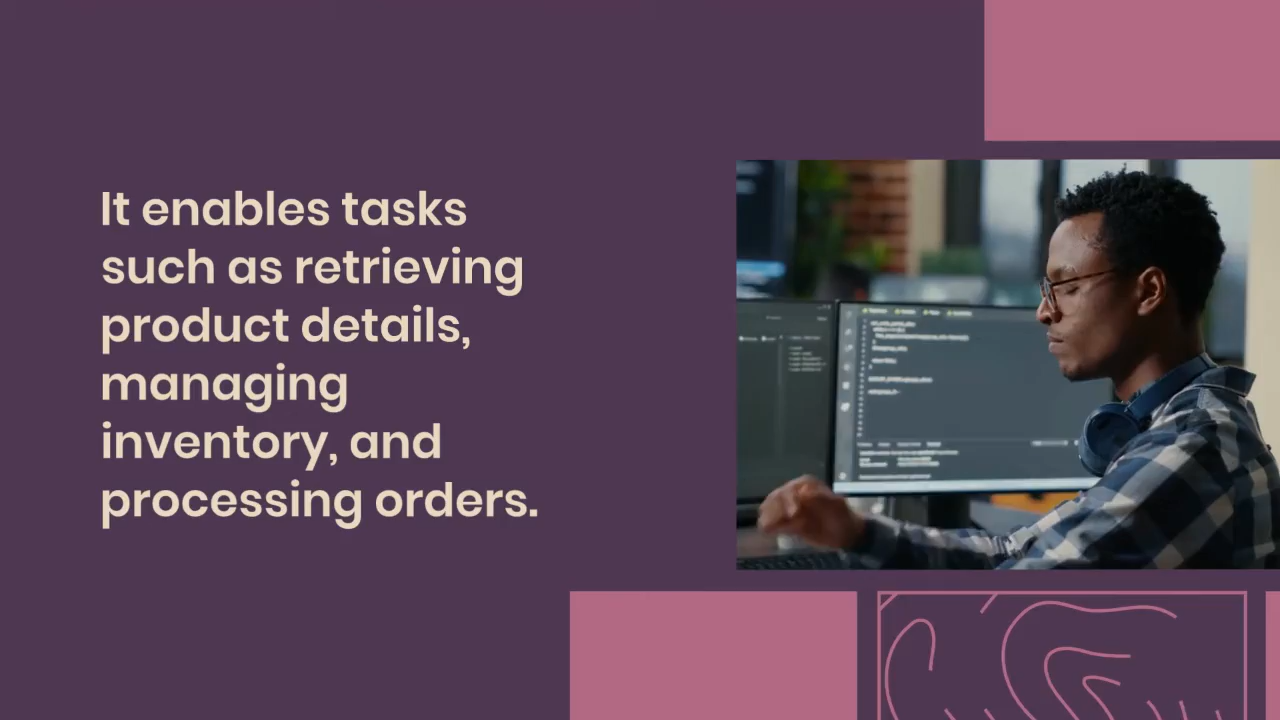 It enables tasks
such as retrieving
product details,
managing
inventory, and
processing orders.